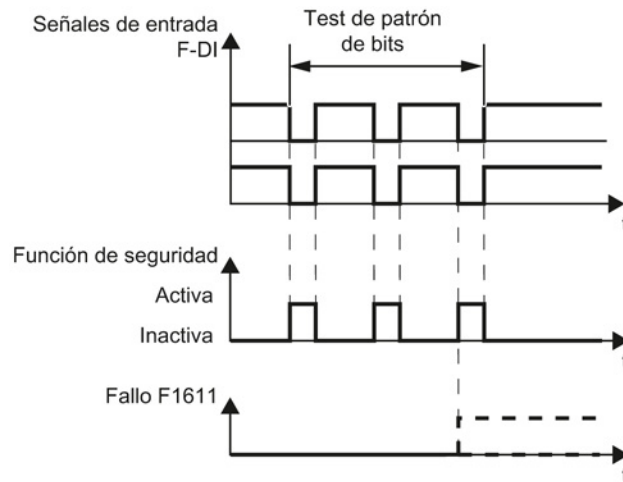 Señales de entrada
F-DI
Test de patrón
de bits
t
Función de seguridad
Activa
Inactiva
t
Fallo F1611
t